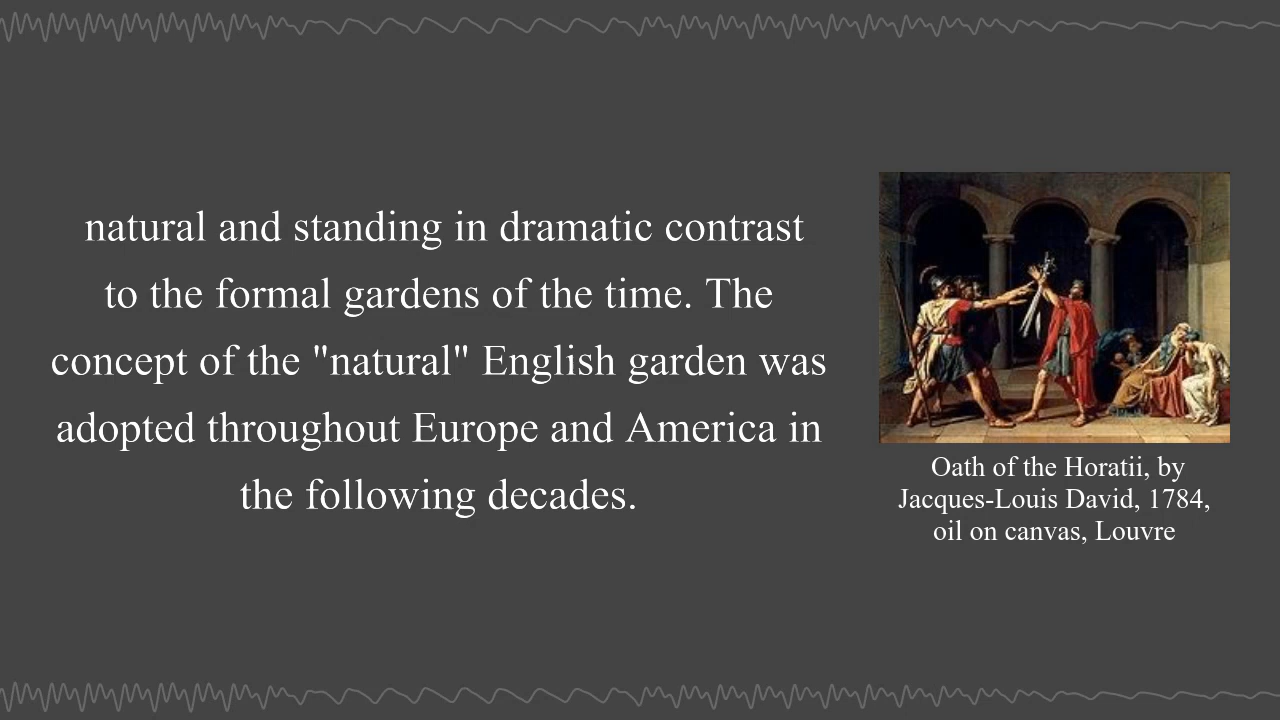 natural and standing in dramatic contrast
to the formal gardens of the time. The
concept of the "natural" English garden was
adopted throughout Europe and America in
the following decades.
Oath of the Horatii, by
Jacques-Louis David, 1784,
oil on canvas, Louvre